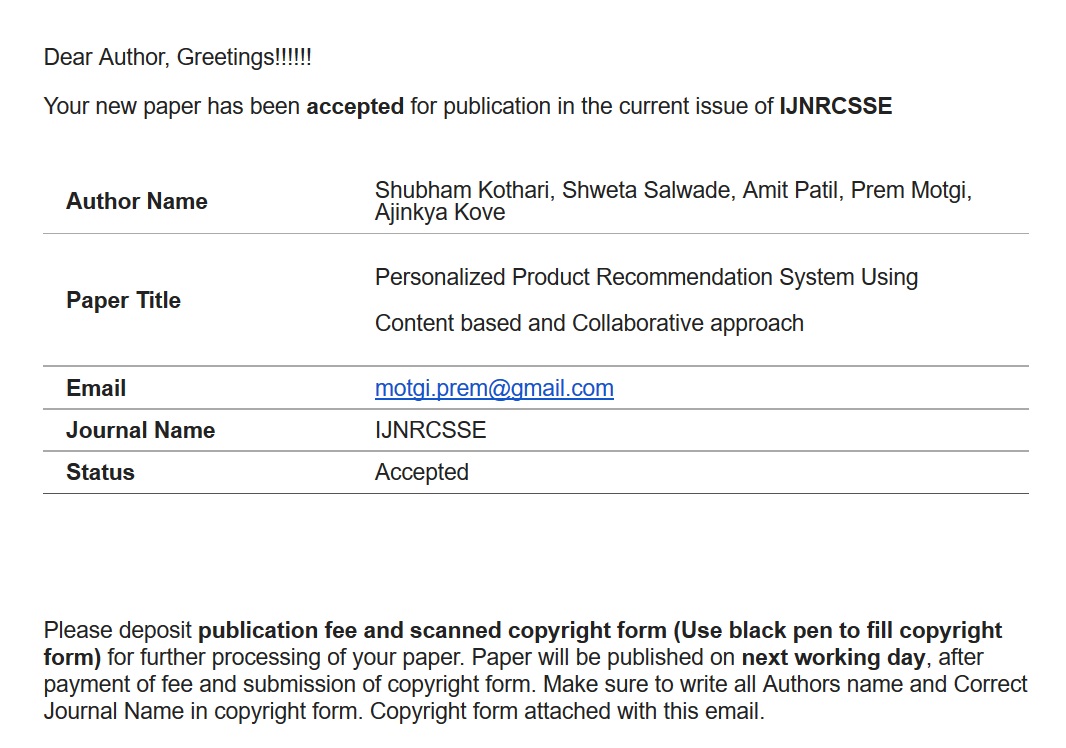 Dear Author, Greetings!!!!!!
Your new paper has been accepted for publication in the current issue of IJNRCSSE
Author Name
Shubham Kothari, Shweta Salwade, Amit Patil, Prem Motgi,
Ajinkya Kove
Paper Title
Personalized Product Recommendation System Using
Content based and Collaborative approach
Email
motgi.prem@gmail.com
Journal Name
IJNRCSSE
Status
Accepted
Please deposit publication fee and scanned copyright form (Use black pen to fill copyright
form) for further processing of your paper. Paper will be published on next working day, after
payment of fee and submission of copyright form. Make sure to write all Authors name and Correct
Journal Name in copyright form. Copyright form attached with this email.